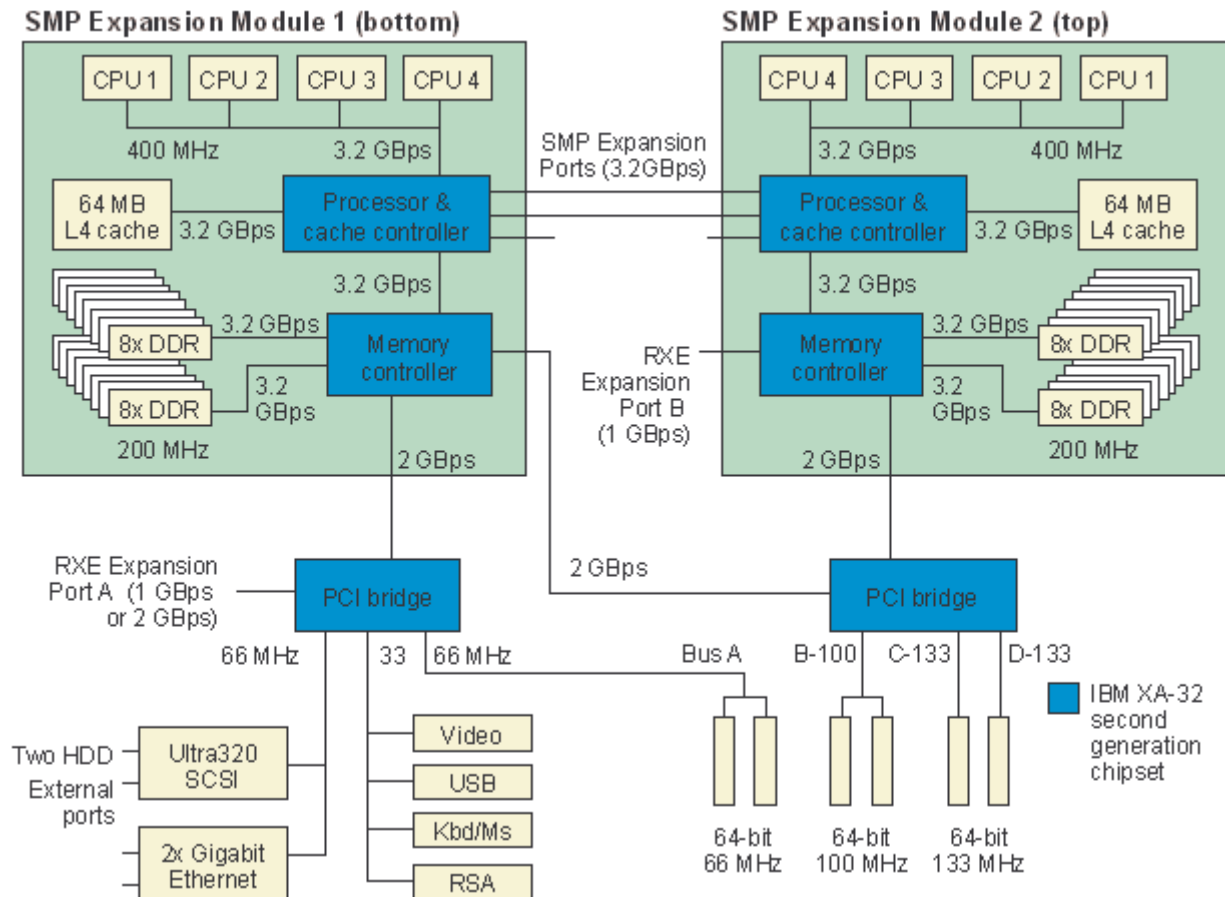 SMP Expansion Module 1 (bottom)
SMP Expansion Module 2 (top)
CPU 1
CPU 2
CPU 3
CPU 4
400 MHz
3.2 GBps
64 MB
L4 cache
3.2 GBps
Processor &
cache controller
3.2 GBps
8x DDR
3.2 GBps
8x DDR
3.2
GBps
200 MHz
Memory
controller
2 GBps
SMP Expansion
Ports (3.2GBps)
RXE
Expansion
Port B
(1 GBps)
CPU 4
CPU 3
CPU 2
CPU 1
3.2 GBps
400 MHz
Processor &
cache controller
3.2 GBps
64 MB
L4 cache
3.2 GBps
Memory
controller
3.2 GBps
8x DDR
3.2
GBps
8x DDR
200 MHz
2 GBps
RXE Expansion
Port A (1 GBps
or 2 GBps)
PCI bridge
2 GBps
PCI bridge
66 MHz
33
66 MHz
Bus A
B-100
C-133
D-133
IBM XA-32
second
generation
chipset
Two HDD
External
ports
Ultra320
SCSI
2x Gigabit
Ethernet
Video
USB
Kbd/Ms
RSA
64-bit
66 MHz
64-bit
100 MHz
64-bit
133 MHz